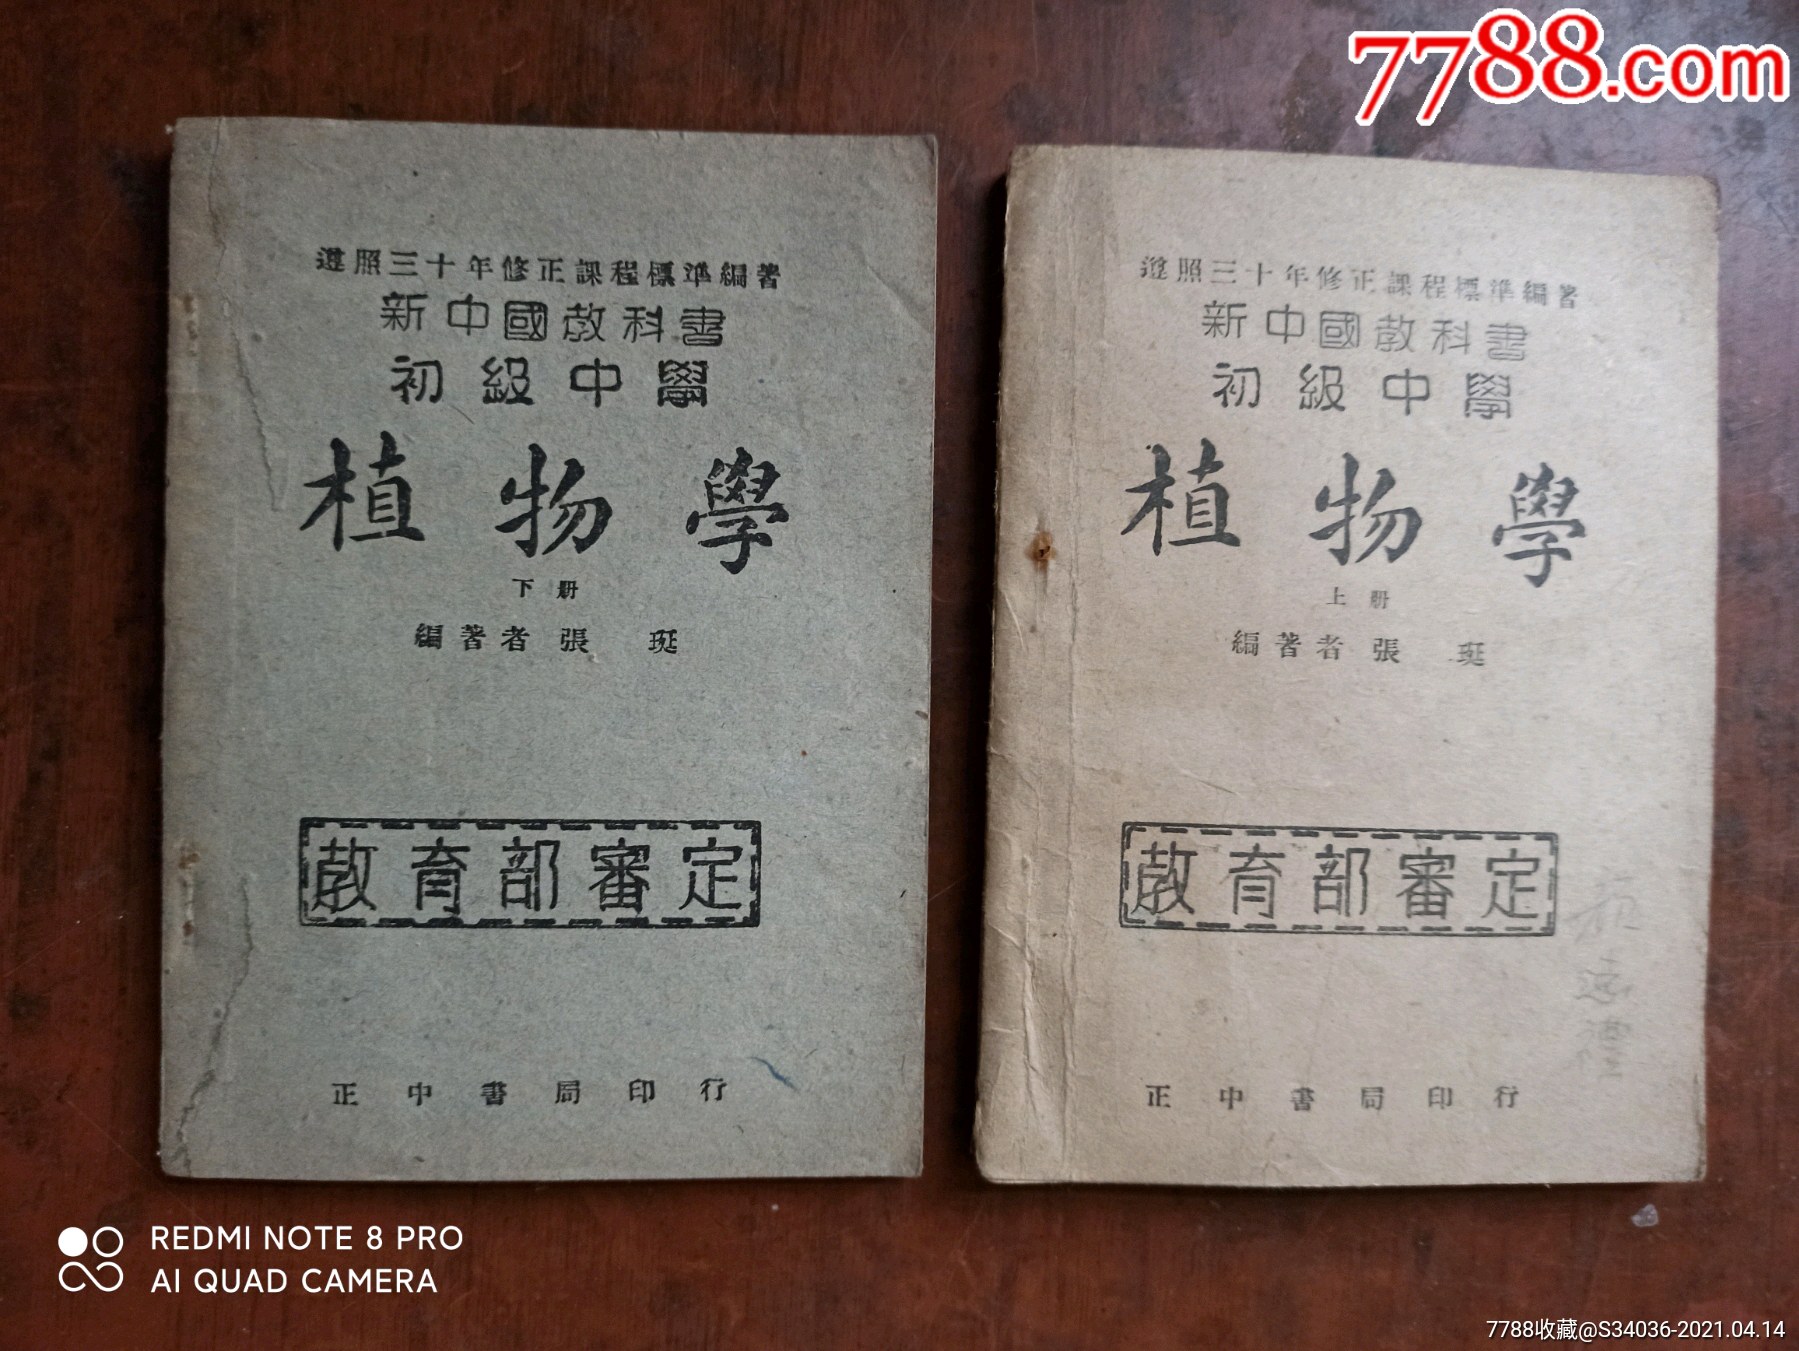 7788.com
遵照三十年修正課程標準編著
新中國教科書
初級中學
植物學
下册
編著者張 珽
教育部審定
正中書局印行
遵照三十年修正課程標準編著
新中國教科書
初級中學
植物學
上册
編著者張 珽
教育部審定
正中書局印行
REDMI NOTE 8 PRO
AI QUAD CAMERA
7788收藏@S34036-2021.04.14